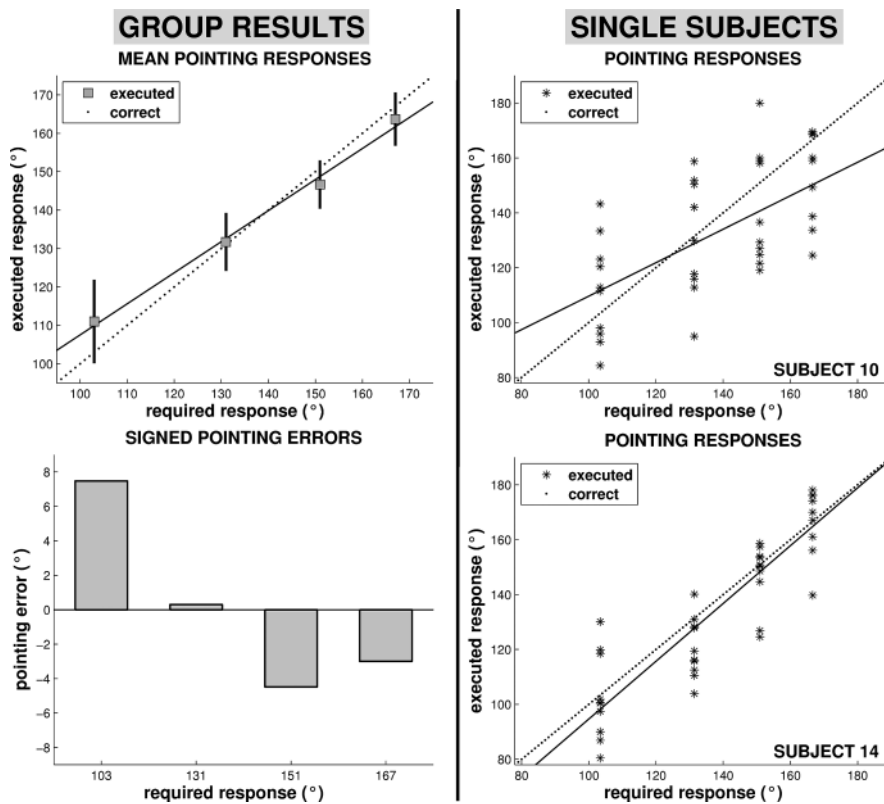 GROUP RESULTS
MEAN POINTING RESPONSES
executed
correct
executed response (°)
170
160
150
140
130
120
110
100
100 110 120 130 140 150 160 170
required response (°)
SIGNED POINTING ERRORS
pointing error (°)
8
6
4
2
0
−2
−4
−6
−8
103 131 151 167
required response (°)
SINGLE SUBJECTS
POINTING RESPONSES
executed
correct
executed response (°)
180
160
140
120
100
80
SUBJECT 10
80 100 120 140 160 180
required response (°)
POINTING RESPONSES
executed
correct
executed response (°)
180
160
140
120
100
80
SUBJECT 14
80 100 120 140 160 180
required response (°)